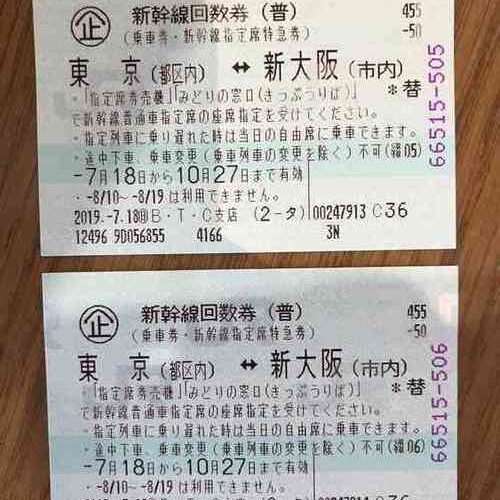 企 新幹線回数券（普） 455
（乗車券・新幹線指定席特急券） -50
東　京（都区内）↔ 新大阪（市内）
・「指定席券売機」「みどりの窓口（きっぷうりば）」 *替
で新幹線普通車指定席の座席指定を受けてください。
・指定列車に乗り遅れた時は当日の自由席に乗車できます。
・途中下車、乗車変更（乗車列車の変更を除く）不可（綴05）
-7月18日から10月27日まで有効
・-8/10～-8/19は利用できません。
2019.-7.18回B・T・C支店 （2-タ）00247913 C36
12496 9D056855 4166 3N
66515-505
企 新幹線回数券（普） 455
（乗車券・新幹線指定席特急券） -50
東　京（都区内）↔ 新大阪（市内）
・「指定席券売機」「みどりの窓口（きっぷうりば）」 *替
で新幹線普通車指定席の座席指定を受けてください。
・指定列車に乗り遅れた時は当日の自由席に乗車できます。
・途中下車、乗車変更（乗車列車の変更を除く）不可（綴06）
-7月18日から10月27日まで有効
・-8/10～-8/19は利用できません。
66515-506